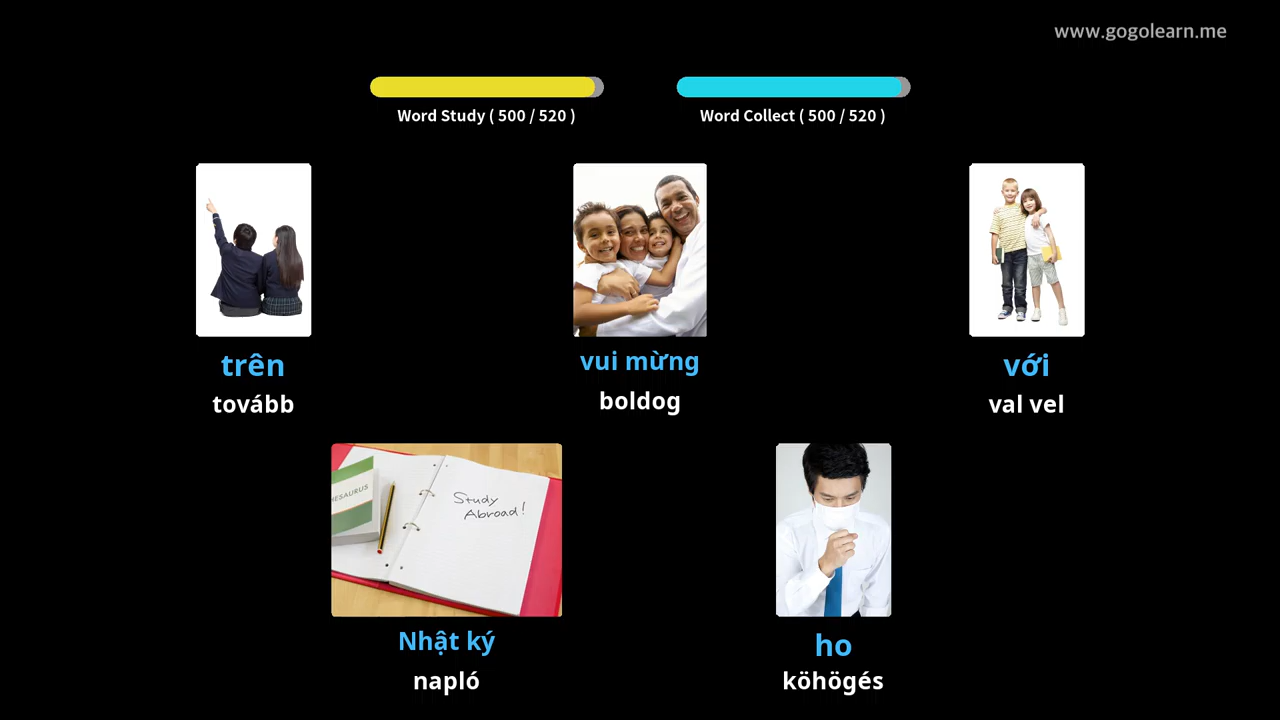 www.gogolearn.me
Word Study ( 500 / 520 )
Word Collect ( 500 / 520 )
trên
tovább
vui mừng
boldog
với
val vel
HESAURUS
Study
Abroad!
Nhật ký
napló
ho
köhögés